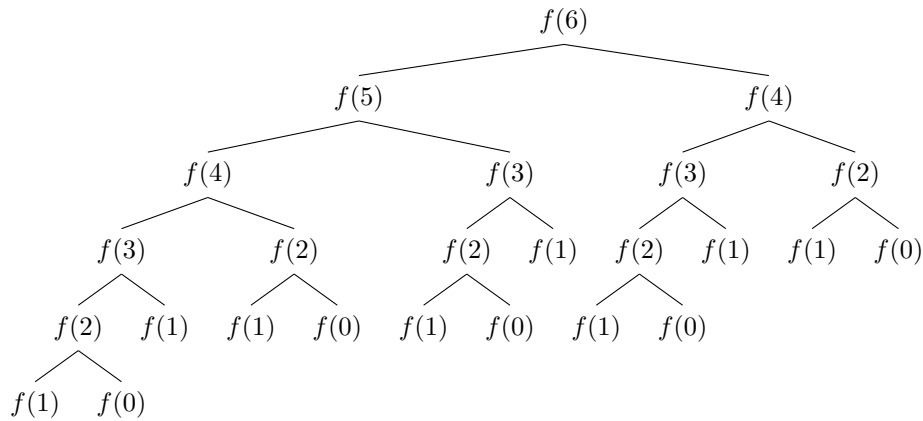 f(6)
f(5) f(4)
f(4) f(3) f(3) f(2)
f(3) f(2) f(2) f(1) f(2) f(1) f(1) f(0)
f(2) f(1) f(1) f(0) f(1) f(0) f(1) f(0)
f(1) f(0)